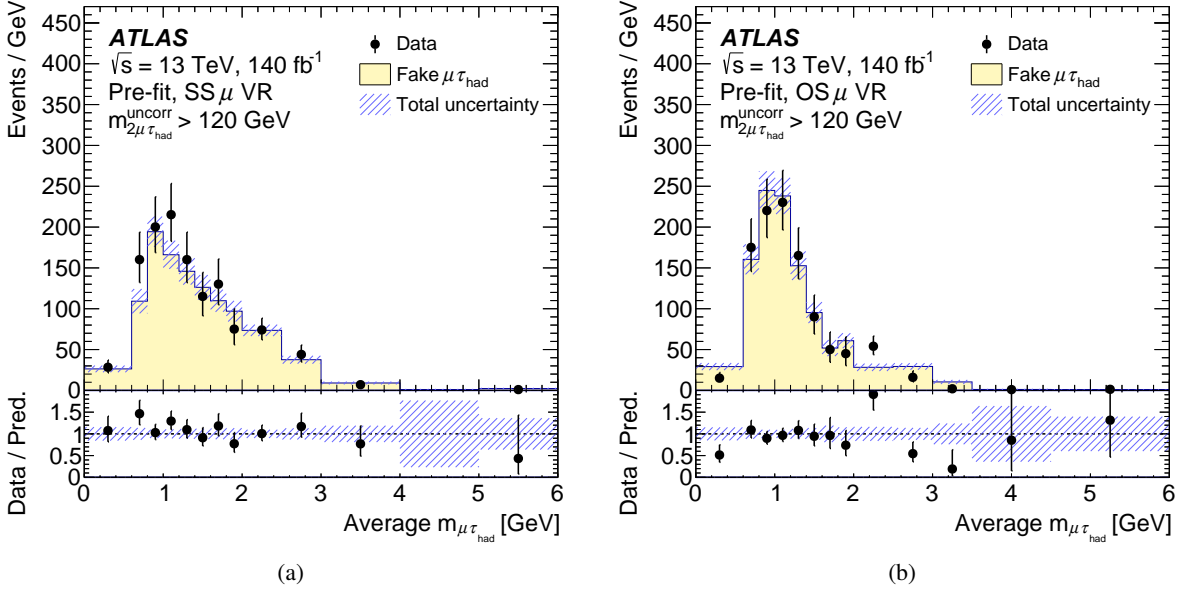 Events / GeV
450
400
350
300
250
200
150
100
50
0
ATLAS
√s = 13 TeV, 140 fb⁻¹
Pre-fit, SS μ VR
m^uncorr_2μτ_had > 120 GeV
Data
Fake μτ_had
Total uncertainty
Data / Pred.
1.5
1
0.5
0
0 1 2 3 4 5 6
Average m_μτ_had [GeV]
(a)
Events / GeV
450
400
350
300
250
200
150
100
50
0
ATLAS
√s = 13 TeV, 140 fb⁻¹
Pre-fit, OS μ VR
m^uncorr_2μτ_had > 120 GeV
Data
Fake μτ_had
Total uncertainty
Data / Pred.
1.5
1
0.5
0
0 1 2 3 4 5 6
Average m_μτ_had [GeV]
(b)